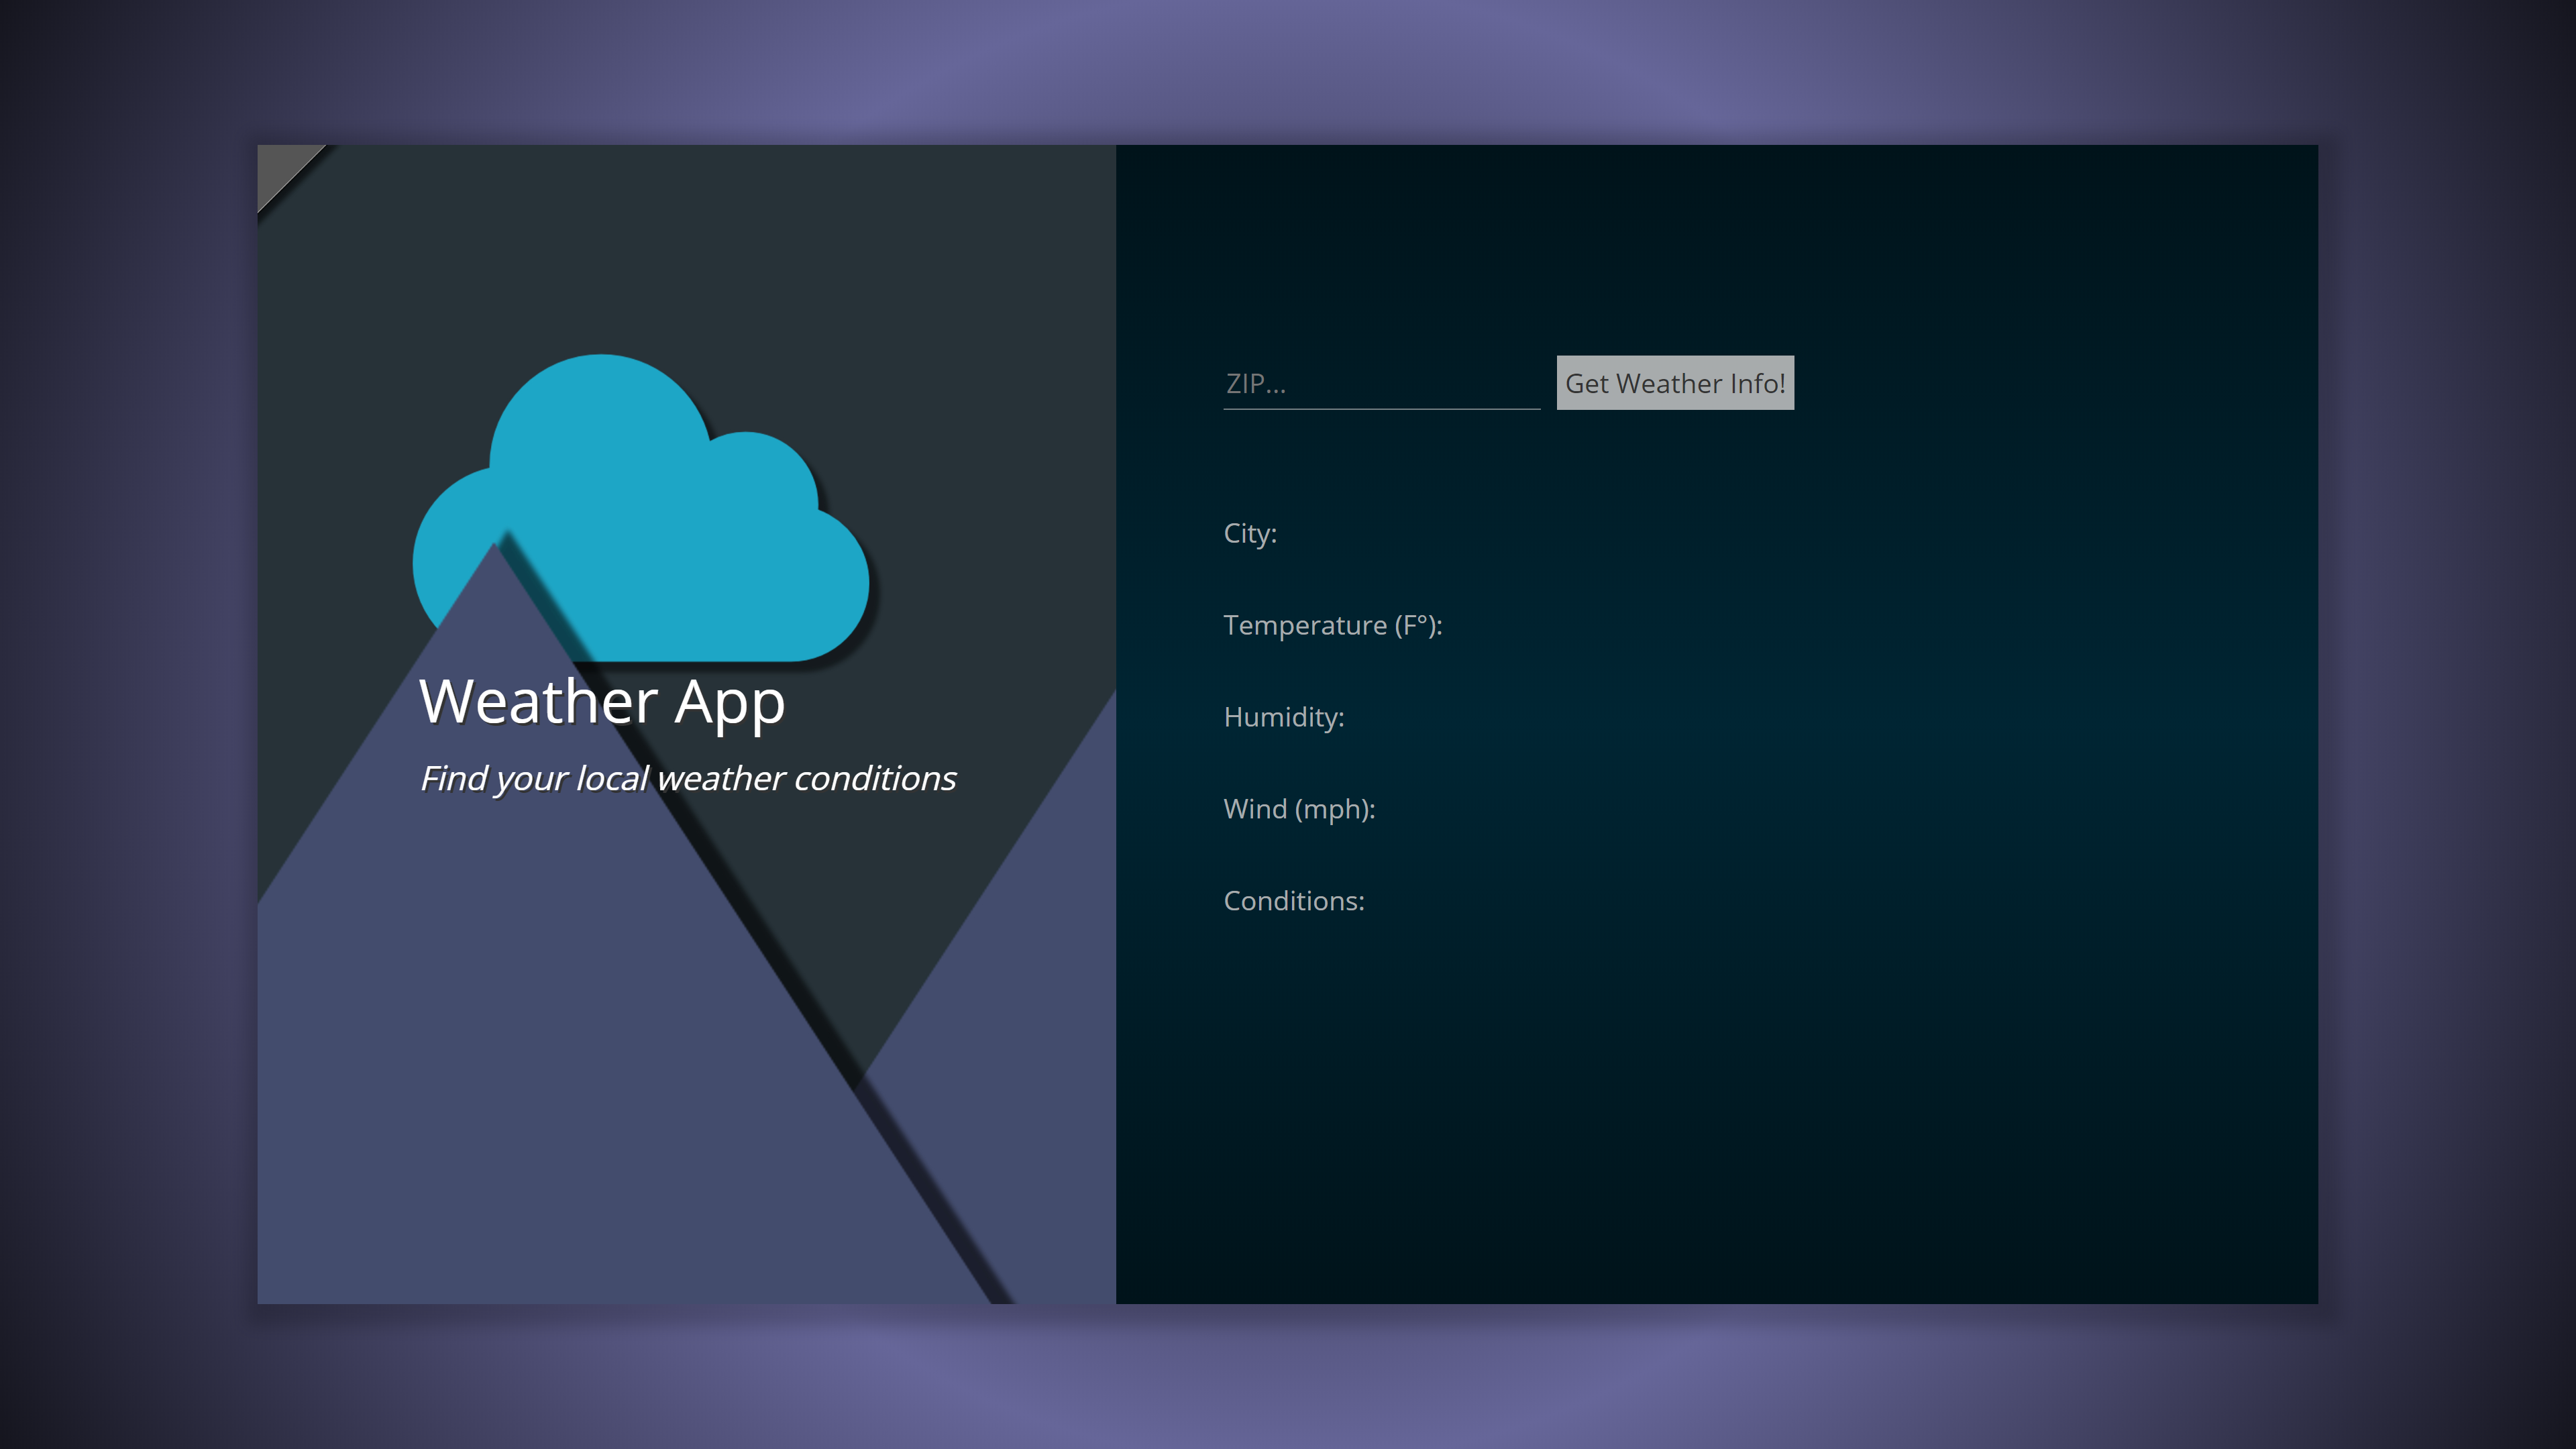 Weather App
Find your local weather conditions
ZIP...
Get Weather Info!
City:
Temperature (F°):
Humidity:
Wind (mph):
Conditions: